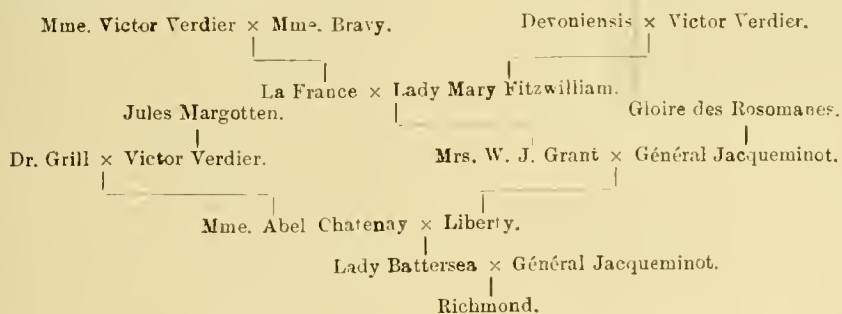 Mme. Victor Verdier × Mme. Bravy. Devoniensis × Victor Verdier.
La France × Lady Mary Fitzwilliam.
Jules Margotten. Gloire des Rosomanes.
Dr. Grill × Victor Verdier. Mrs. W. J. Grant × Général Jacqueminot.
Mme. Abel Chatenay × Liberty.
Lady Battersea × Général Jacqueminot.
Richmond.